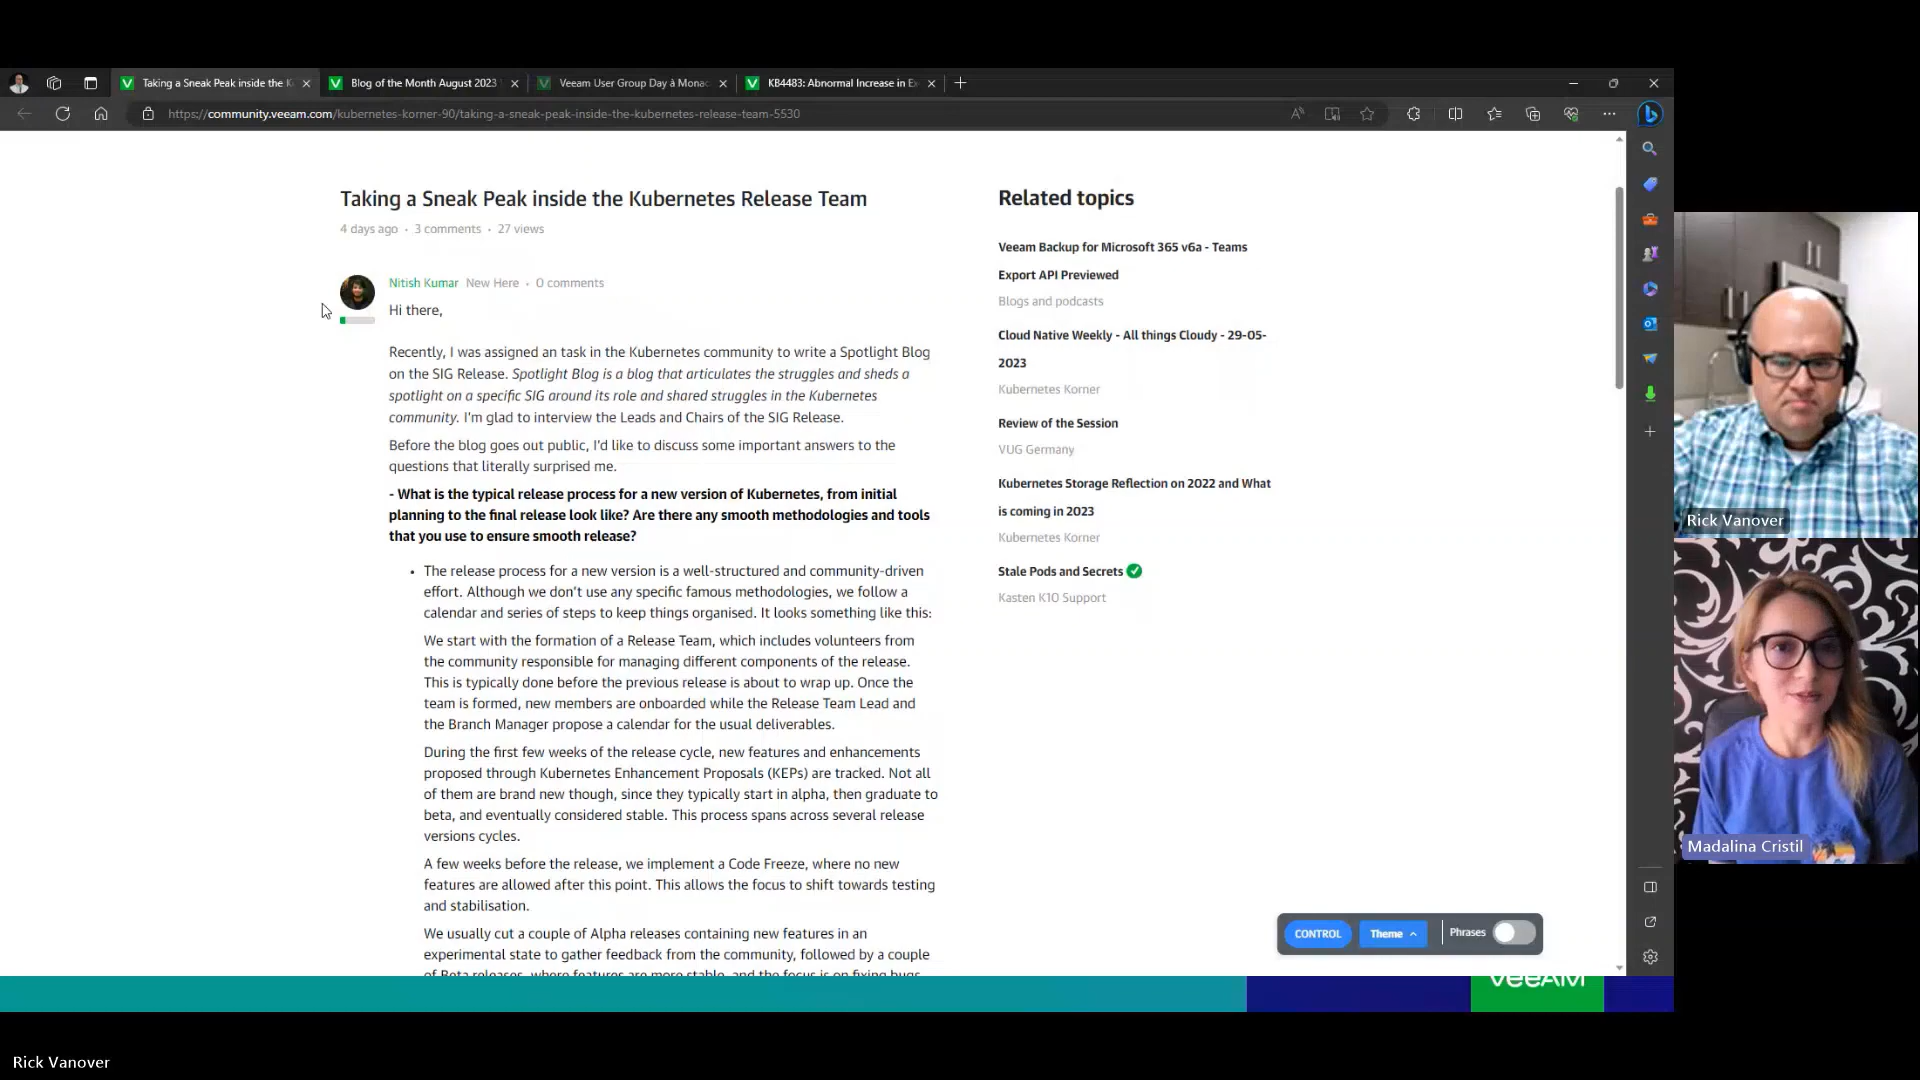 Taking a Sneak Peak inside the K
Blog of the Month August 2023
Veeam User Group Day à Monac
KB4483: Abnormal Increase in Ex
https://community.veeam.com/kubernetes-korner-90/taking-a-sneak-peak-inside-the-kubernetes-release-team-5530
Taking a Sneak Peak inside the Kubernetes Release Team
4 days ago · 3 comments · 27 views
Nitish Kumar New Here · 0 comments
Hi there,
Recently, I was assigned an task in the Kubernetes community to write a Spotlight Blog
on the SIG Release. Spotlight Blog is a blog that articulates the struggles and sheds a
spotlight on a specific SIG around its role and shared struggles in the Kubernetes
community. I'm glad to interview the Leads and Chairs of the SIG Release.
Before the blog goes out public, I'd like to discuss some important answers to the
questions that literally surprised me.
- What is the typical release process for a new version of Kubernetes, from initial
planning to the final release look like? Are there any smooth methodologies and tools
that you use to ensure smooth release?
• The release process for a new version is a well-structured and community-driven
effort. Although we don't use any specific famous methodologies, we follow a
calendar and series of steps to keep things organised. It looks something like this:
We start with the formation of a Release Team, which includes volunteers from
the community responsible for managing different components of the release.
This is typically done before the previous release is about to wrap up. Once the
team is formed, new members are onboarded while the Release Team Lead and
the Branch Manager propose a calendar for the usual deliverables.
During the first few weeks of the release cycle, new features and enhancements
proposed through Kubernetes Enhancement Proposals (KEPs) are tracked. Not all
of them are brand new though, since they typically start in alpha, then graduate to
beta, and eventually considered stable. This process spans across several release
versions cycles.
A few weeks before the release, we implement a Code Freeze, where no new
features are allowed after this point. This allows the focus to shift towards testing
and stabilisation.
We usually cut a couple of Alpha releases containing new features in an
experimental state to gather feedback from the community, followed by a couple
of Beta releases, where features are more stable, and the focus is on fixing bugs
Related topics
Veeam Backup for Microsoft 365 v6a - Teams
Export API Previewed
Blogs and podcasts
Cloud Native Weekly - All things Cloudy - 29-05-
2023
Kubernetes Korner
Review of the Session
VUG Germany
Kubernetes Storage Reflection on 2022 and What
is coming in 2023
Kubernetes Korner
Stale Pods and Secrets
Kasten K10 Support
CONTROL
Theme
Phrases
veeAM
Rick Vanover
Madalina Cristil
Rick Vanover